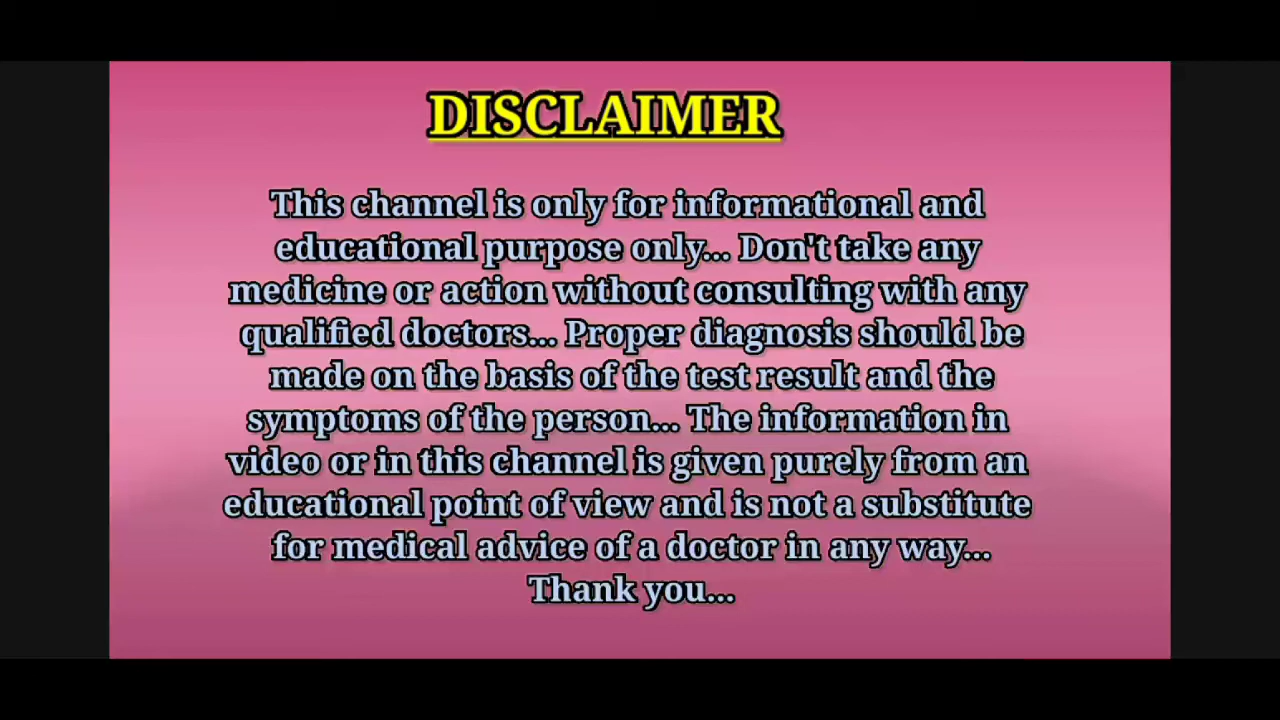 DISCLAIMER
This channel is only for informational and
educational purpose only... Don't take any
medicine or action without consulting with any
qualified doctors... Proper diagnosis should be
made on the basis of the test result and the
symptoms of the person... The information in
video or in this channel is given purely from an
educational point of view and is not a substitute
for medical advice of a doctor in any way...
Thank you...